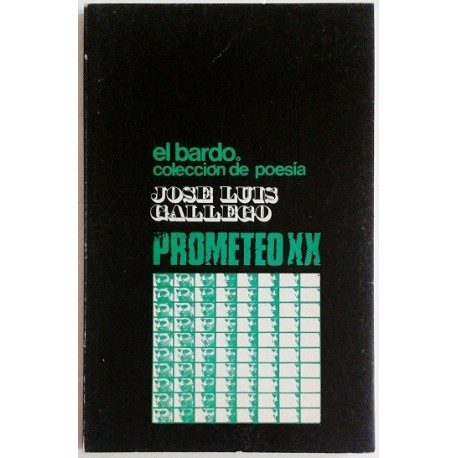 el bardo.
colección de poesía
JOSE LUIS
GALLEGO
PROMETEO XX